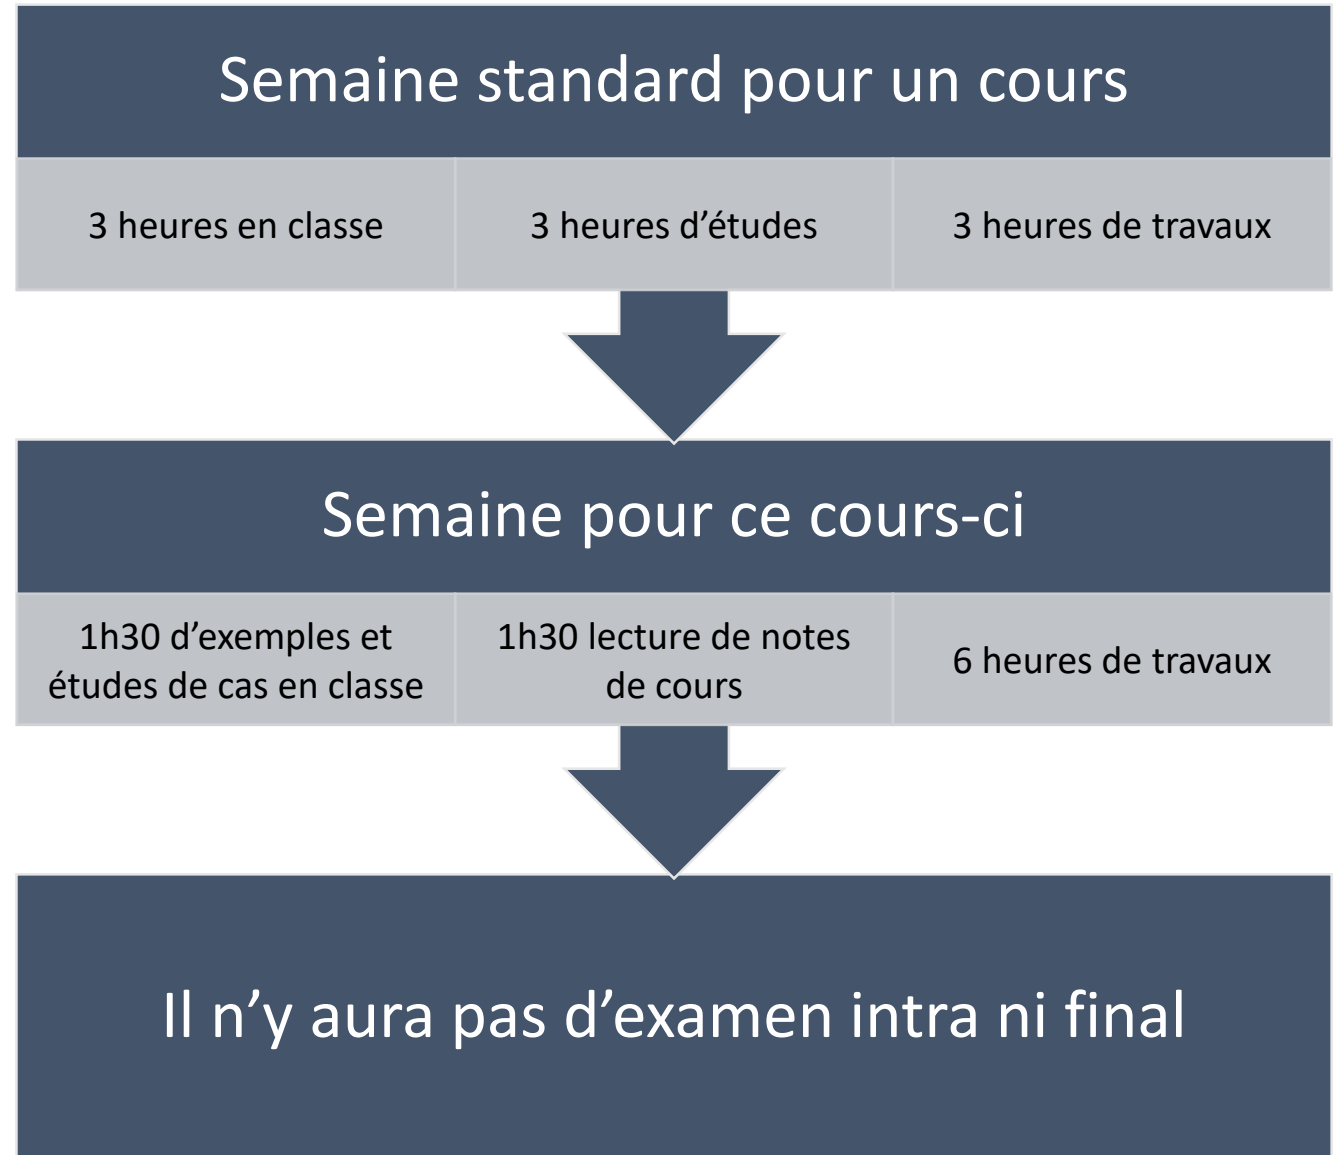 Semaine standard pour un cours
3 heures en classe
3 heures d’études
3 heures de travaux
Semaine pour ce cours-ci
1h30 d’exemples et
études de cas en classe
1h30 lecture de notes
de cours
6 heures de travaux
Il n’y aura pas d’examen intra ni final